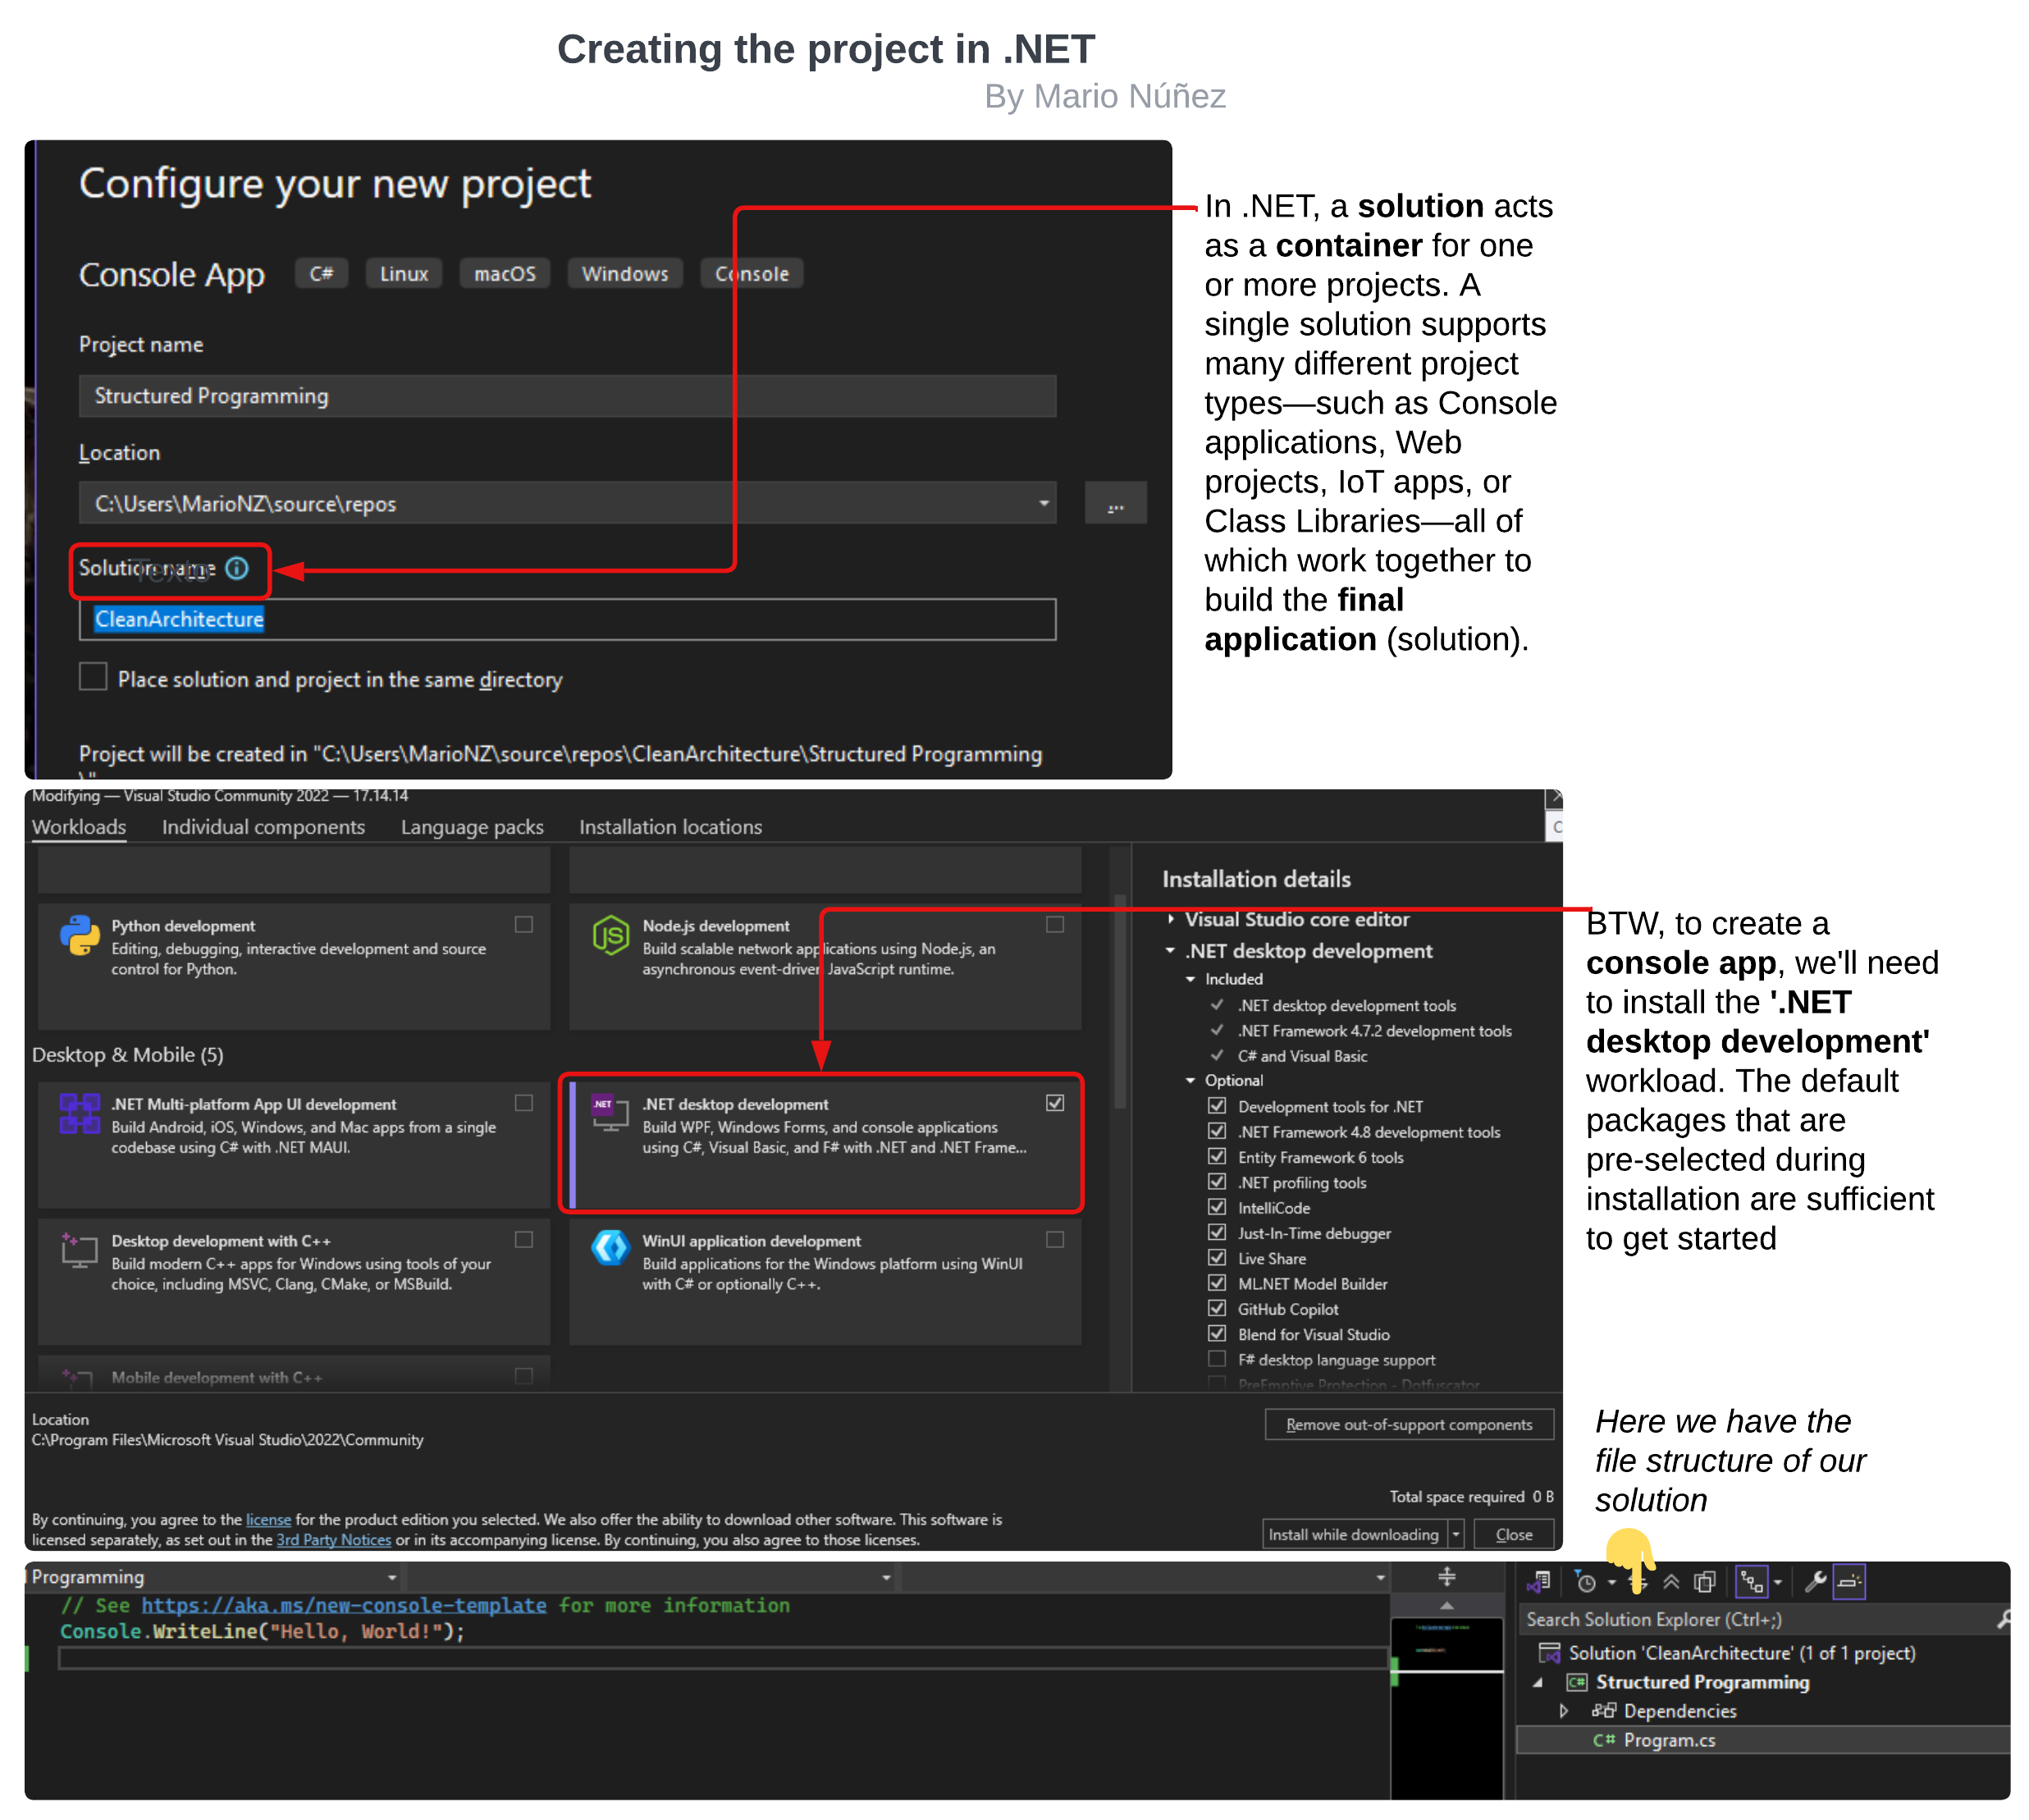 Creating the project in .NET
By Mario Núñez
Configure your new project
Console App C# Linux macOS Windows Console
Project name
Structured Programming
Location
C:\Users\MarioNZ\source\repos
...
Solution name
Texto
CleanArchitecture
Place solution and project in the same directory
Project will be created in "C:\Users\MarioNZ\source\repos\CleanArchitecture\Structured Programming
\"
In .NET, a solution acts
as a container for one
or more projects. A
single solution supports
many different project
types—such as Console
applications, Web
projects, IoT apps, or
Class Libraries—all of
which work together to
build the final
application (solution).
Modifying — Visual Studio Community 2022 — 17.14.14
Workloads Individual components Language packs Installation locations
Python development
Editing, debugging, interactive development and source
control for Python.
Node.js development
Build scalable network applications using Node.js, an
asynchronous event-driven JavaScript runtime.
Desktop & Mobile (5)
.NET Multi-platform App UI development
Build Android, iOS, Windows, and Mac apps from a single
codebase using C# with .NET MAUI.
.NET
.NET desktop development
Build WPF, Windows Forms, and console applications
using C#, Visual Basic, and F# with .NET and .NET Frame...
Desktop development with C++
Build modern C++ apps for Windows using tools of your
choice, including MSVC, Clang, CMake, or MSBuild.
WinUI application development
Build applications for the Windows platform using WinUI
with C# or optionally C++.
Mobile development with C++
Installation details
Visual Studio core editor
.NET desktop development
Included
.NET desktop development tools
.NET Framework 4.7.2 development tools
C# and Visual Basic
Optional
Development tools for .NET
.NET Framework 4.8 development tools
Entity Framework 6 tools
.NET profiling tools
IntelliCode
Just-In-Time debugger
Live Share
ML.NET Model Builder
GitHub Copilot
Blend for Visual Studio
F# desktop language support
PreEmptive Protection - Dotfuscator
Location
C:\Program Files\Microsoft Visual Studio\2022\Community
Remove out-of-support components
Total space required 0 B
By continuing, you agree to the license for the product edition you selected. We also offer the ability to download other software. This software is
licensed separately, as set out in the 3rd Party Notices or in its accompanying license. By continuing, you also agree to those licenses.
Install while downloading Close
BTW, to create a
console app, we'll need
to install the '.NET
desktop development'
workload. The default
packages that are
pre-selected during
installation are sufficient
to get started
Here we have the
file structure of our
solution
Programming
// See https://aka.ms/new-console-template for more information
Console.WriteLine("Hello, World!");
Search Solution Explorer (Ctrl+;)
Solution 'CleanArchitecture' (1 of 1 project)
C# Structured Programming
Dependencies
C# Program.cs